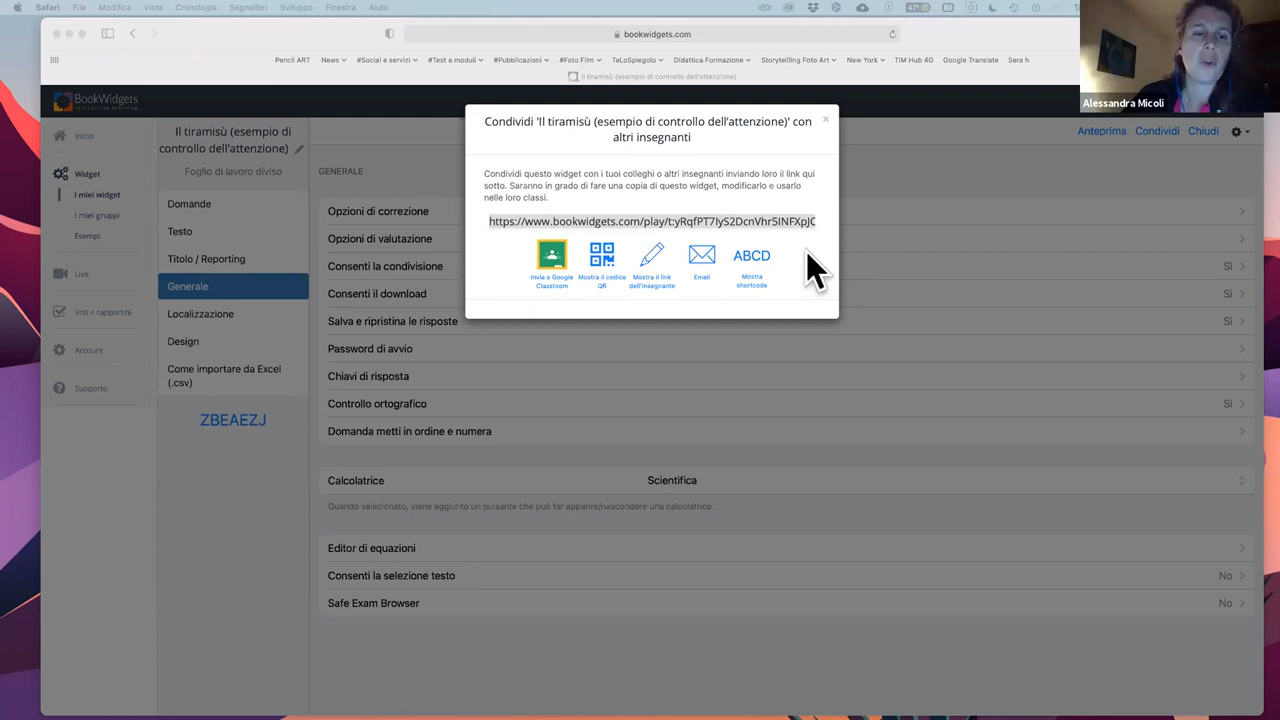 Safari File Modifica Vista Cronologia Segnalibri Sviluppo Finestra Aiuto
bookwidgets.com
Pencil ART News #Social e servizi #Test e moduli #Pubblicazioni #Foto Film TeLoSpiegolo Didattica Formazione Storytelling Foto Art New York TIM Hub 4G Google Translate Sera h
Il tiramisù (esempio di controllo dell'attenzione)
Alessandra Micoli
BookWidgets
Inizio
Widget
I miei widget
I miei gruppi
Esempi
Live
Voti e rapportini
Account
Supporto
Il tiramisù (esempio di
controllo dell'attenzione)
Foglio di lavoro diviso
Domande
Testo
Titolo / Reporting
Generale
Localizzazione
Design
Come importare da Excel
(.csv)
ZBEAEZJ
Anteprima Condividi Chiudi
Condividi 'Il tiramisù (esempio di controllo dell'attenzione)' con
altri insegnanti
×
Condividi questo widget con i tuoi colleghi o altri insegnanti inviando loro il link qui
sotto. Saranno in grado di fare una copia di questo widget, modificarlo e usarlo
nelle loro classi.
Invia a Google
Classroom
Mostra il codice
QR
Mostra il link
dell'insegnante
Email
ABCD
Mostra
shortcode
GENERALE
Opzioni di correzione
Opzioni di valutazione
Consenti la condivisione Sì
Consenti il download Sì
Salva e ripristina le risposte Sì
Password di avvio
Chiavi di risposta
Controllo ortografico Sì
Domanda metti in ordine e numera
Calcolatrice Scientifica
Quando selezionato, viene aggiunto un pulsante che può far apparire/nascondere una calcolatrice.
Editor di equazioni
Consenti la selezione testo No
Safe Exam Browser No